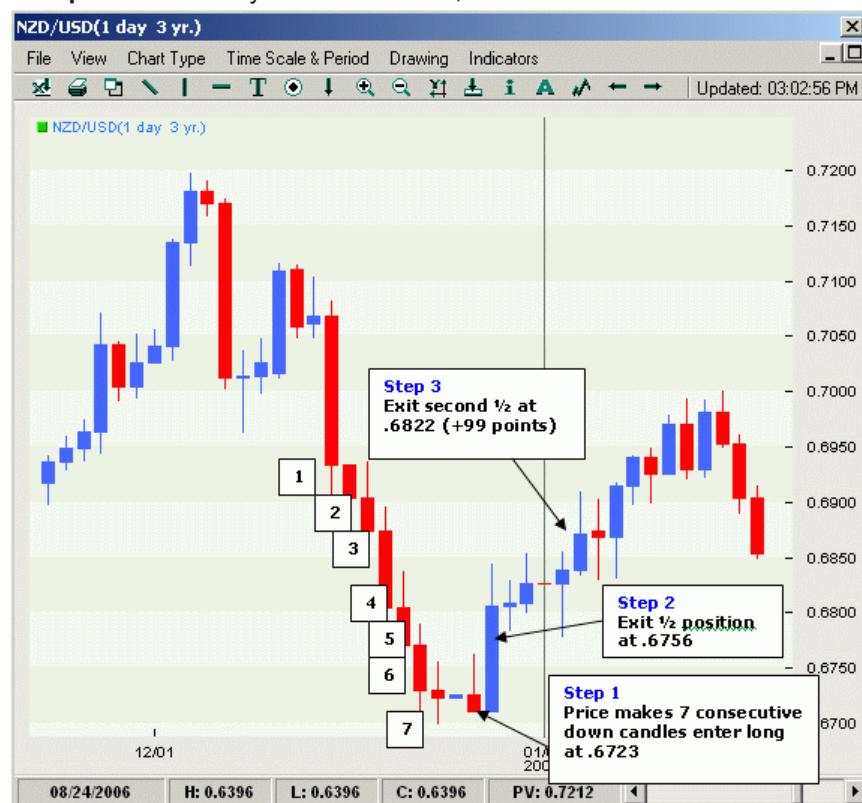 NZD/USD(1 day 3 yr.)
File View Chart Type Time Scale & Period Drawing Indicators
Updated: 03:02:56 PM
NZD/USD(1 day 3 yr.)
0.7200
0.7150
0.7100
0.7050
0.7000
0.6950
0.6900
0.6850
0.6800
0.6750
6700
Step 3
Exit second ½ at
.6822 (+99 points)
1
2
3
4
5
6
7
Step 2
Exit ½ position
at .6756
Step 1
Price makes 7 consecutive
down candles enter long
at .6723
12/01
08/24/2006 H: 0.6396 L: 0.6396 C: 0.6396 PV: 0.7212